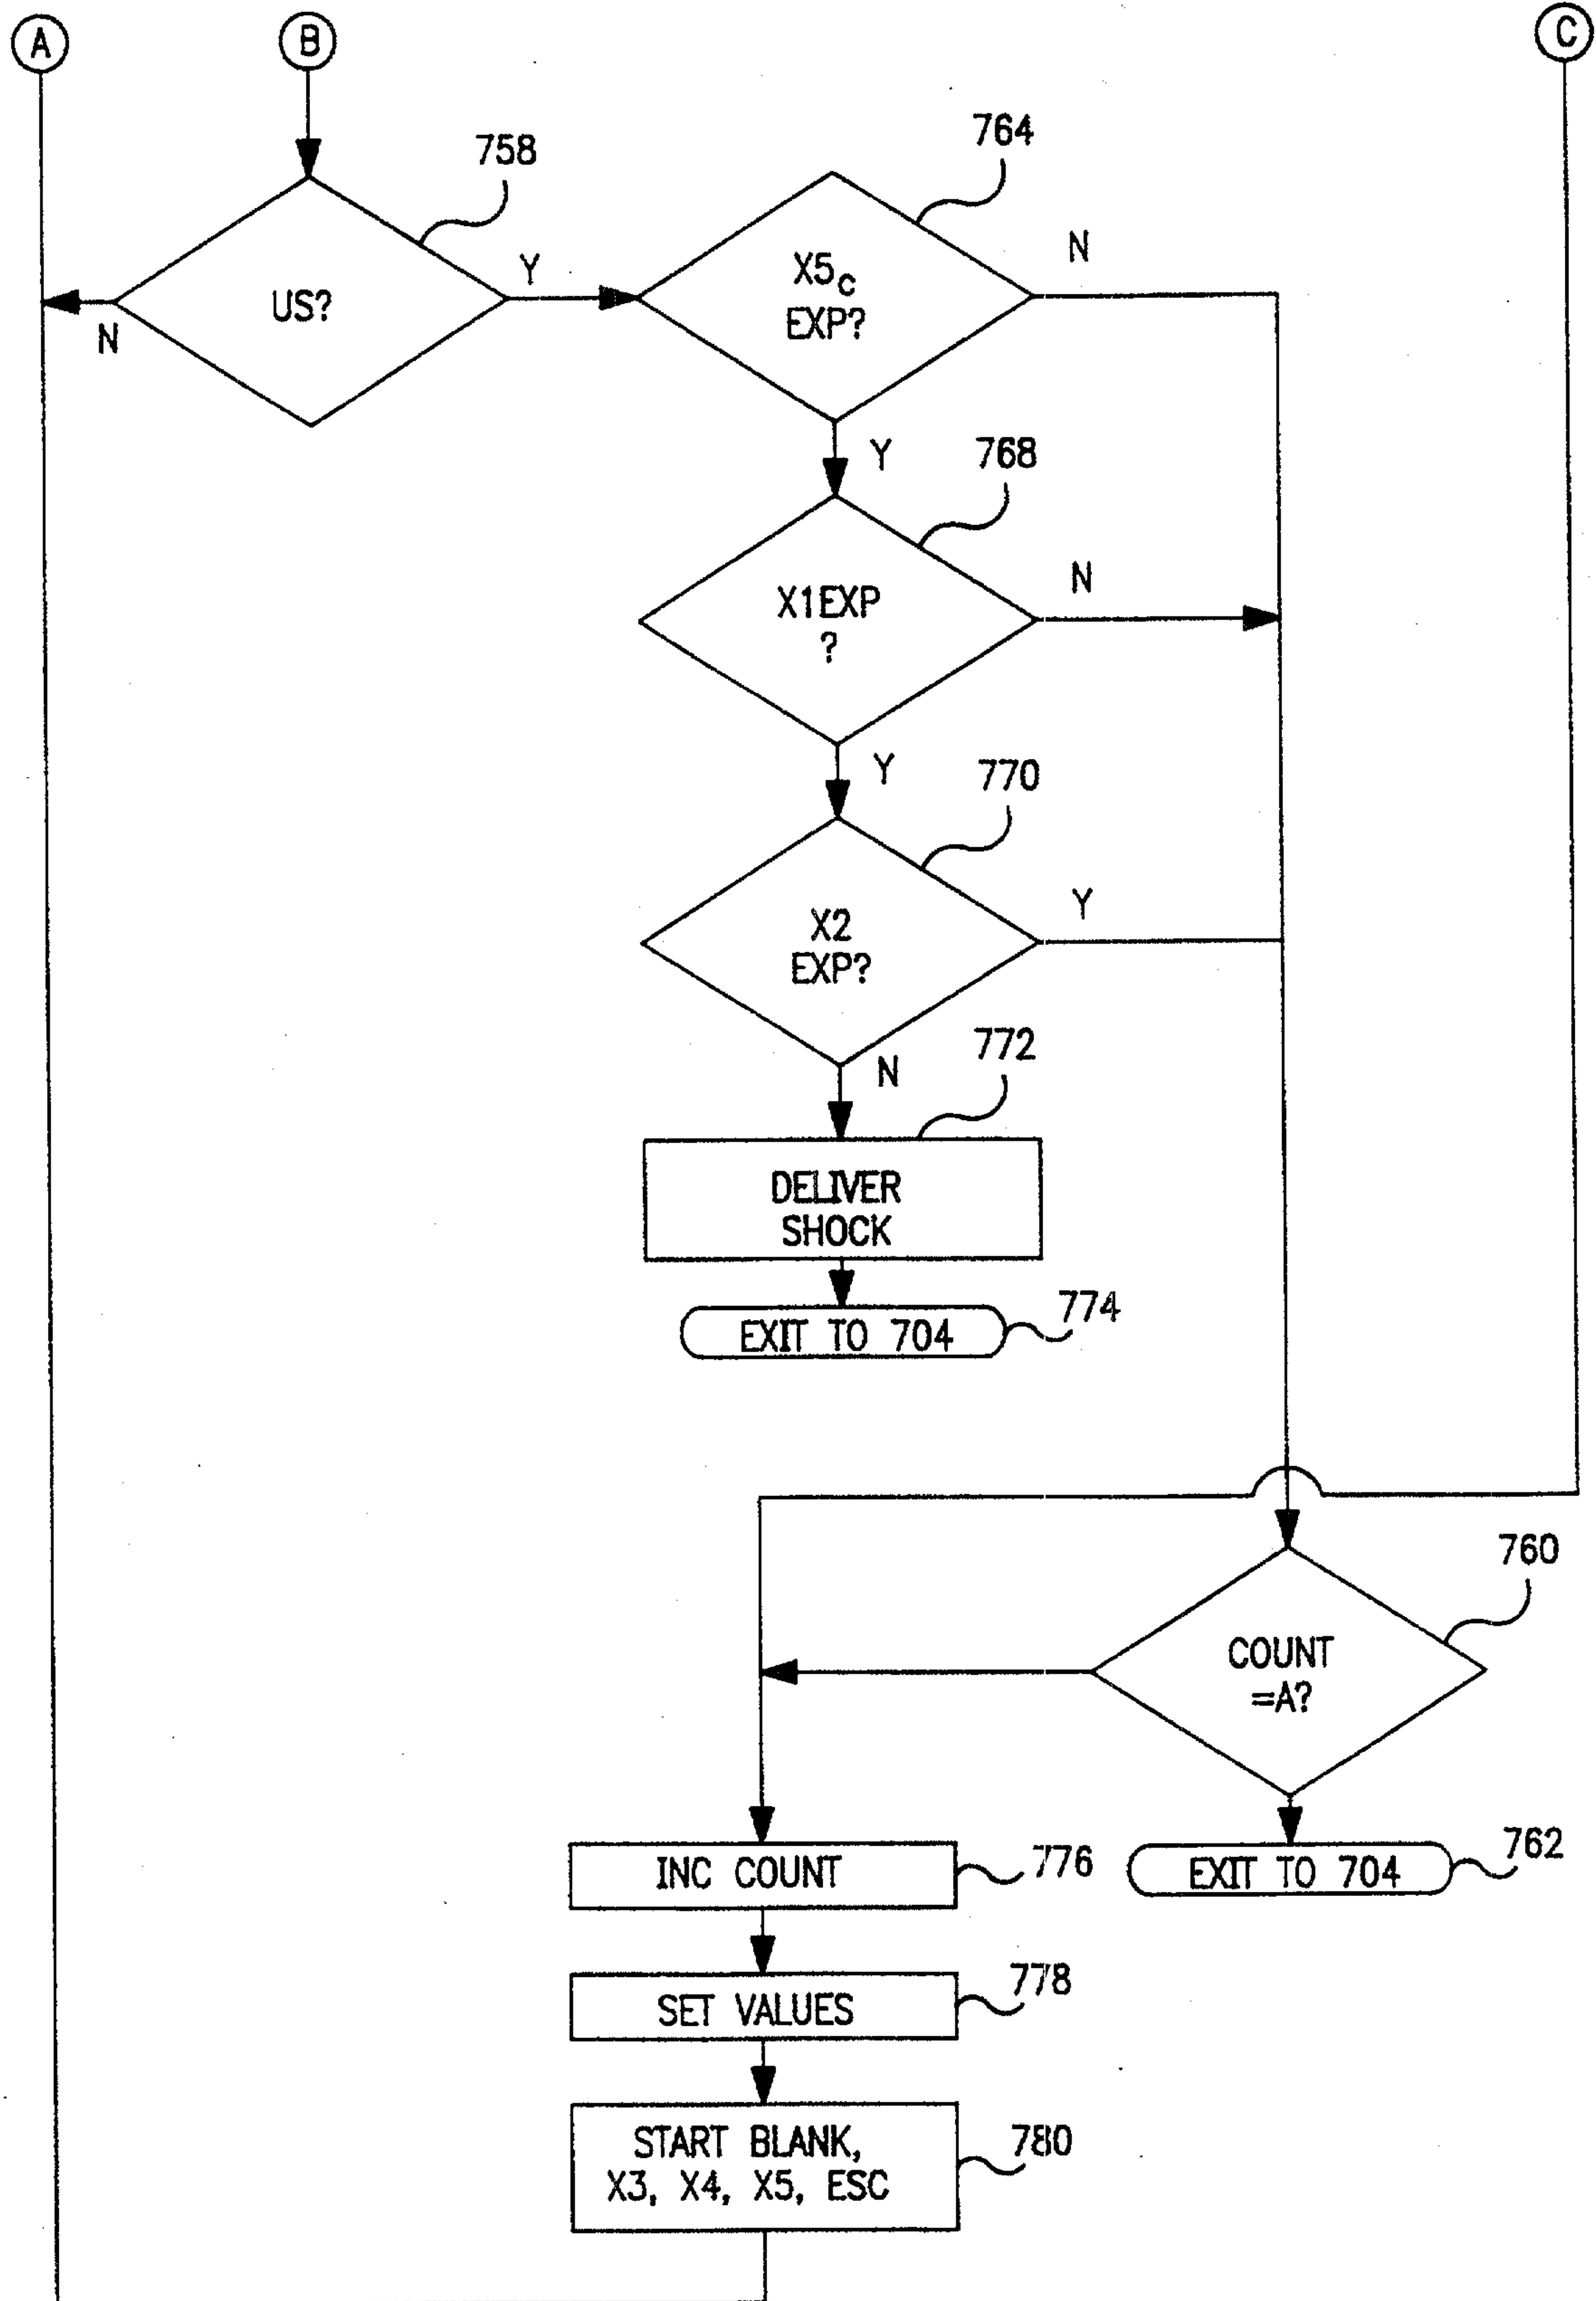 A
B
C
758
764
US?
Y
N
X5c
EXP?
N
Y
768
X1EXP
?
N
Y
770
X2
EXP?
Y
N
772
DELIVER
SHOCK
EXIT TO 704
774
760
COUNT
=A?
INC COUNT
776
EXIT TO 704
762
SET VALUES
778
START BLANK,
X3, X4, X5, ESC
780